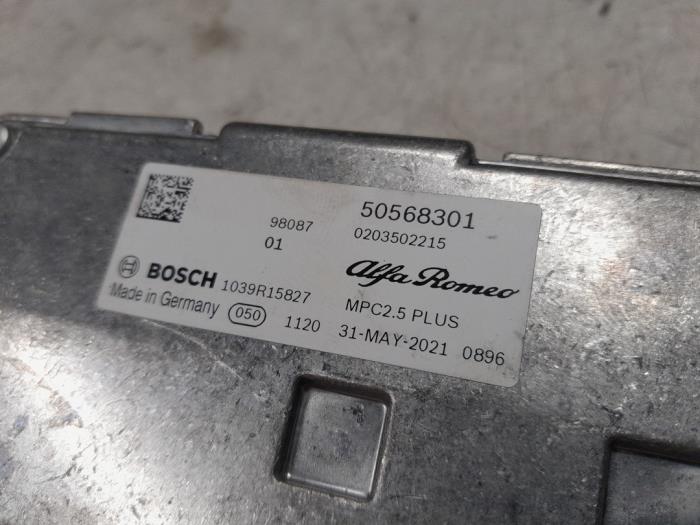 98087 50568301
01 0203502215
BOSCH 1039R15827 Alfa Romeo
Made in Germany 050 MPC2.5 PLUS
1120 31-MAY-2021 0896